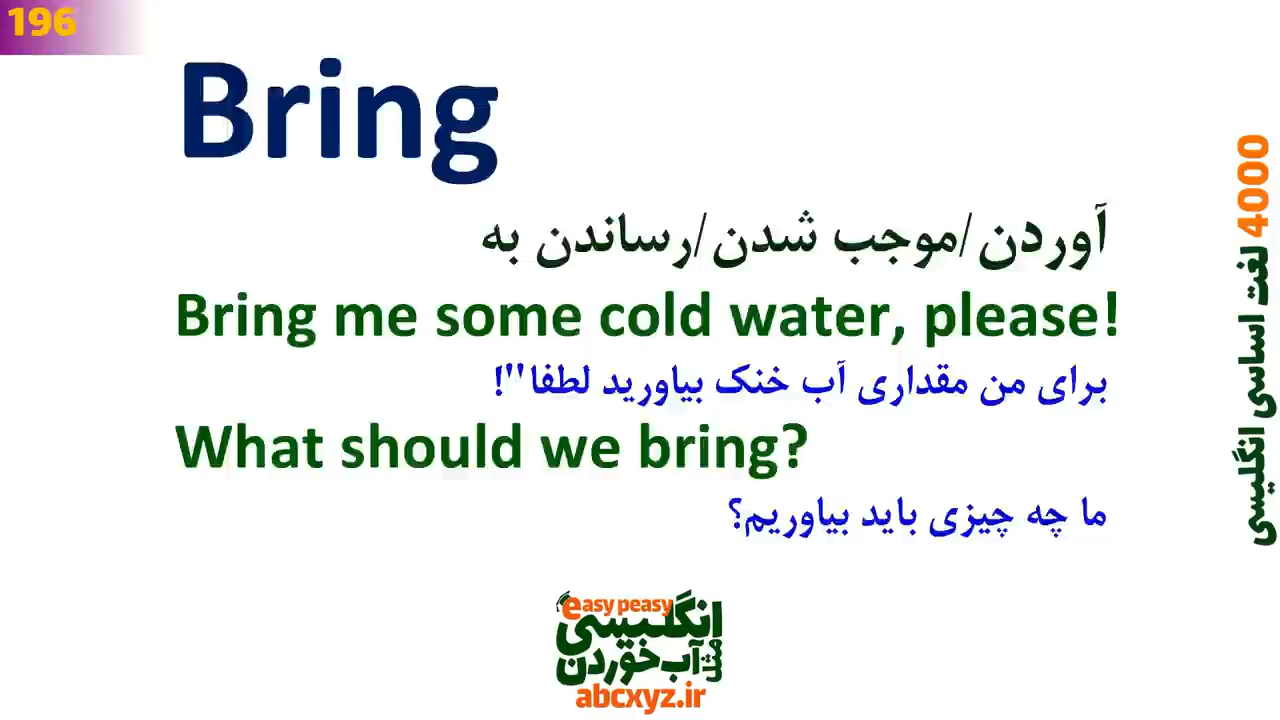 196
Bring
آوردن/موجب شدن/رساندن به
Bring me some cold water, please!
برای من مقداری آب خنک بیاورید لطفا"!
What should we bring?
ما چه چیزی باید بیاوریم؟
4000 لغت اساسی انگلیسی
easy peasy
انگلیسی
مثل آب خوردن
abcxyz.ir